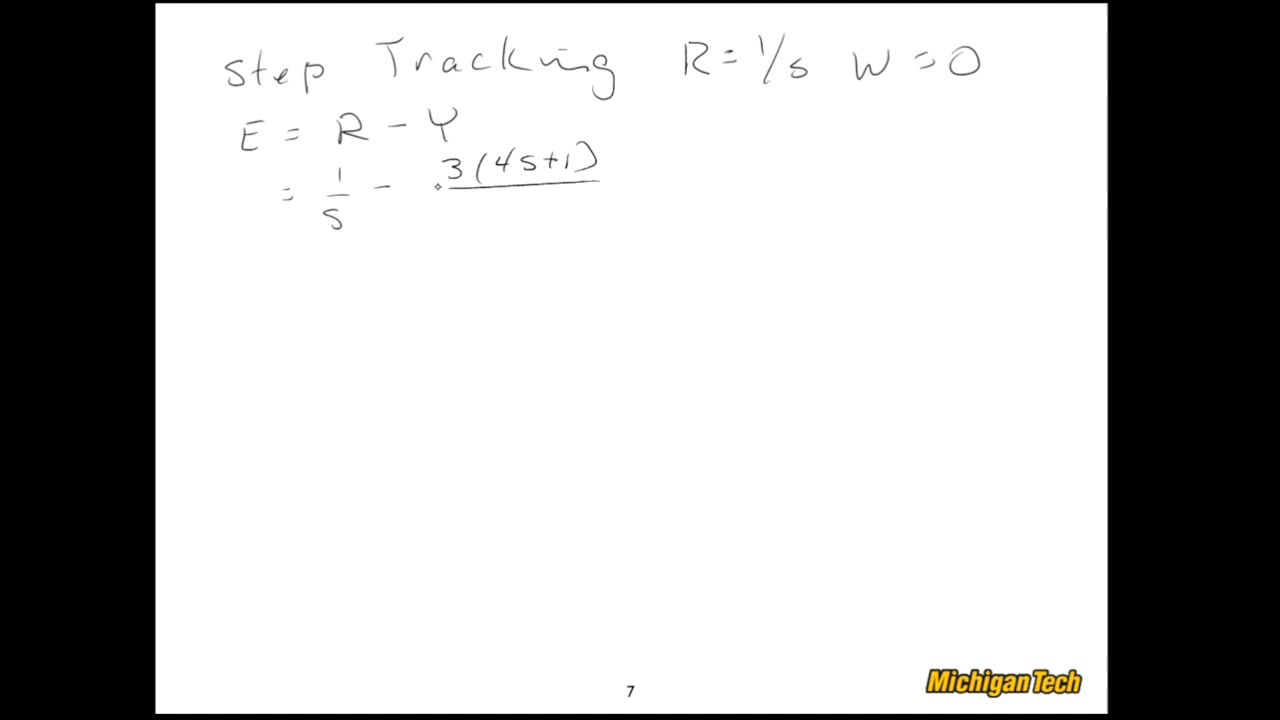 Step Tracking R = 1/s W = 0
E = R - Y
= 1/s - 3(4s+1)
7
Michigan Tech